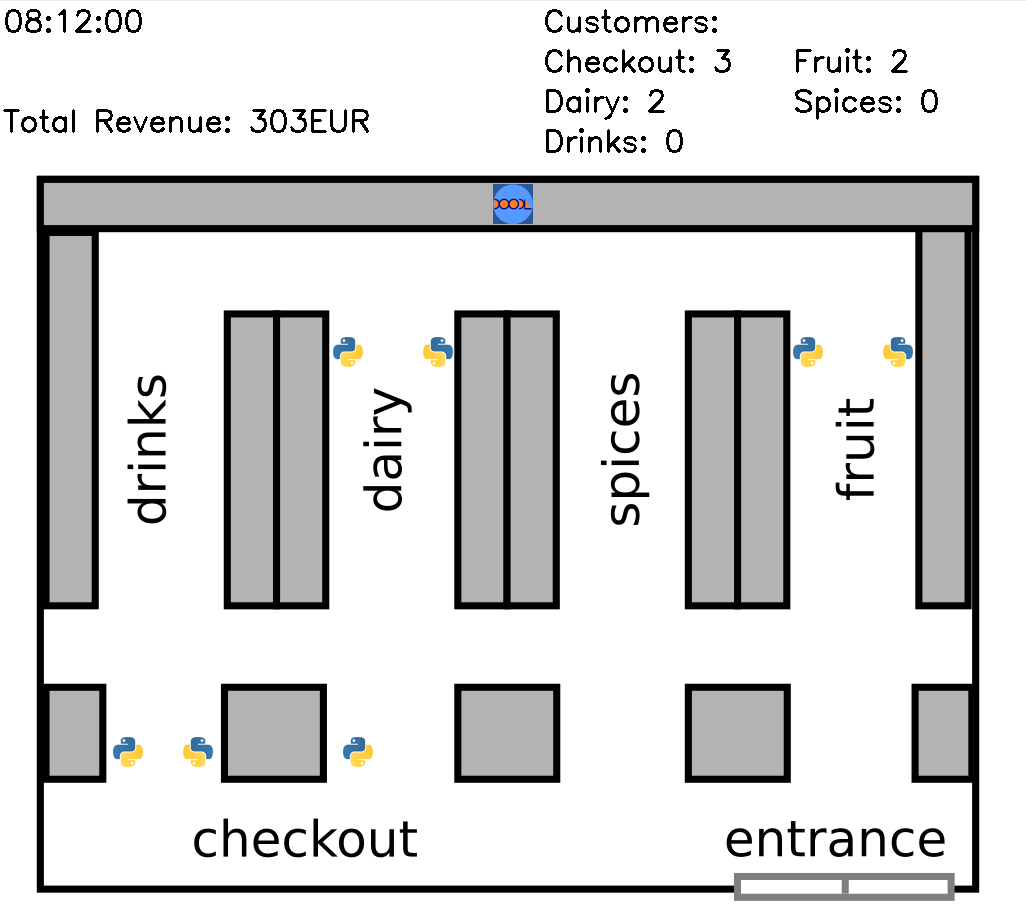 08:12:00
Customers:
Checkout: 3 Fruit: 2
Dairy: 2 Spices: 0
Total Revenue: 303EUR
Drinks: 0
drinks
dairy
spices
fruit
checkout
entrance